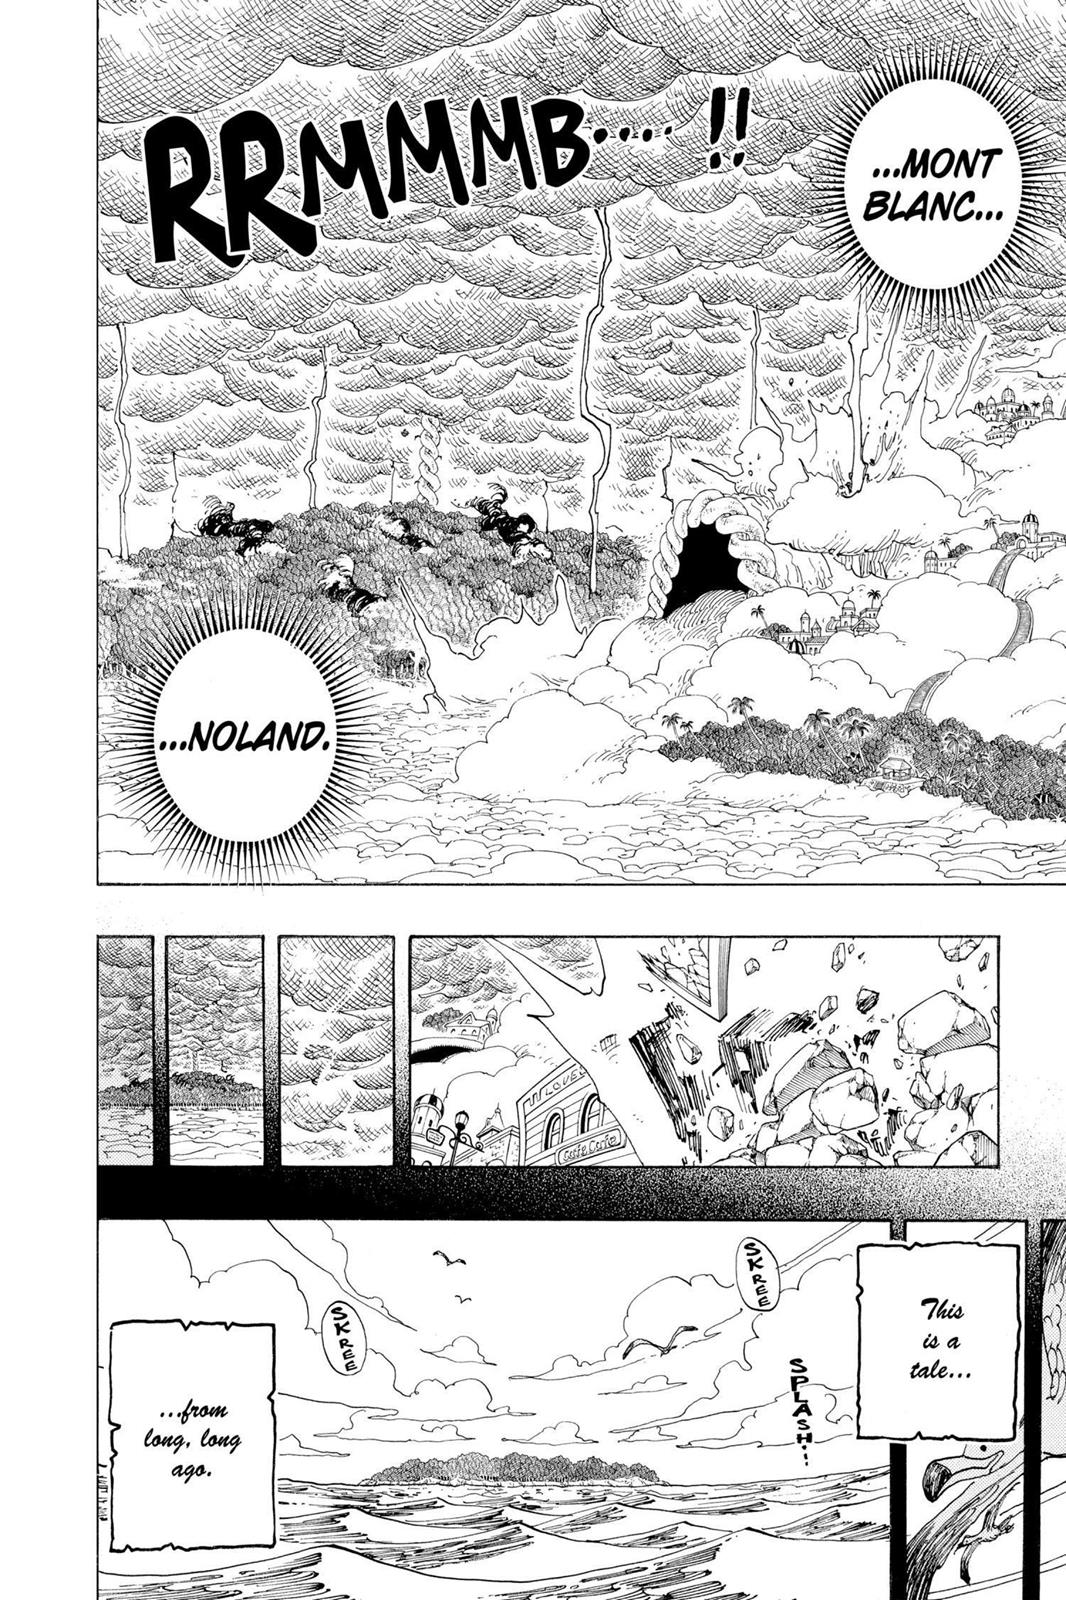 RRMMMB.... !!
...MONT
BLANC...
...NOLAND.
Cafe.Cafe
This
is a
tale...
SKREE
SKREE
SPLASH..!
...from
long, long
ago.